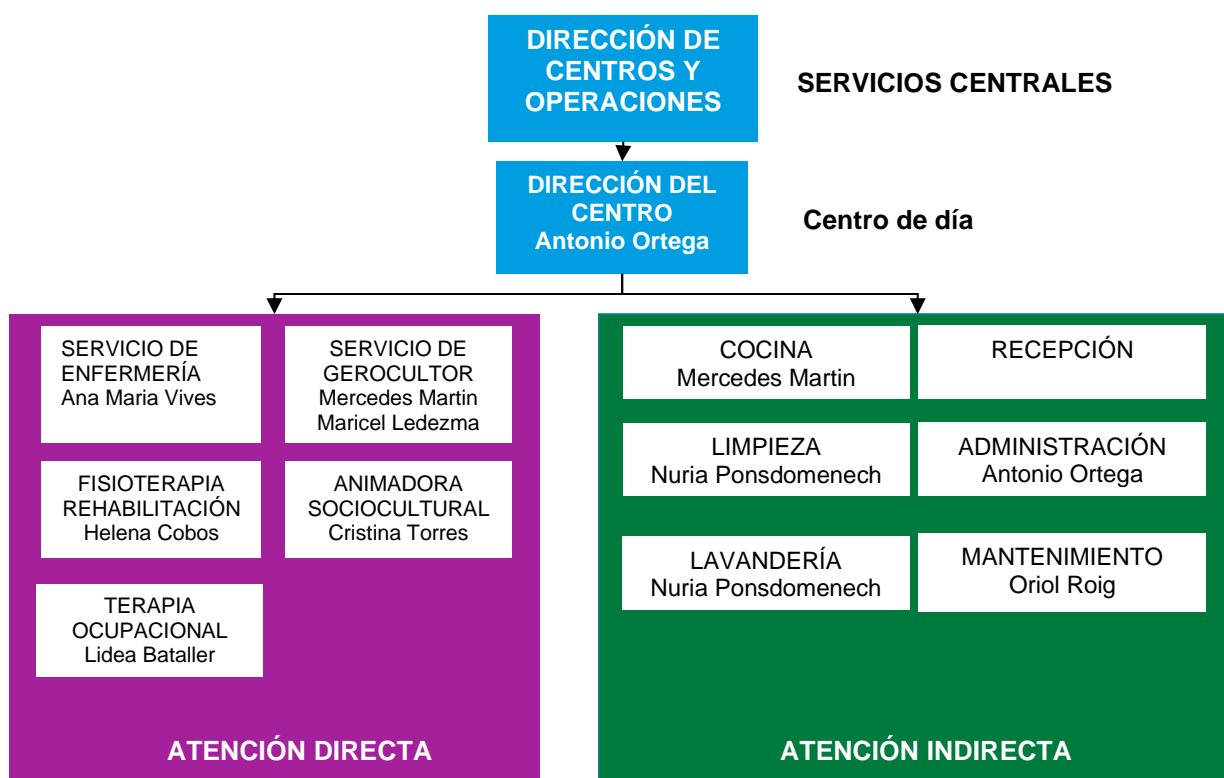 DIRECCIÓN DE
CENTROS Y
OPERACIONES
SERVICIOS CENTRALES
DIRECCIÓN DEL
CENTRO
Antonio Ortega
Centro de día
SERVICIO DE
ENFERMERÍA
Ana Maria Vives
SERVICIO DE
GEROCULTOR
Mercedes Martin
Maricel Ledezma
FISIOTERAPIA
REHABILITACIÓN
Helena Cobos
ANIMADORA
SOCIOCULTURAL
Cristina Torres
TERAPIA
OCUPACIONAL
Lidea Bataller
ATENCIÓN DIRECTA
COCINA
Mercedes Martin
RECEPCIÓN
LIMPIEZA
Nuria Ponsdomenech
ADMINISTRACIÓN
Antonio Ortega
LAVANDERÍA
Nuria Ponsdomenech
MANTENIMIENTO
Oriol Roig
ATENCIÓN INDIRECTA